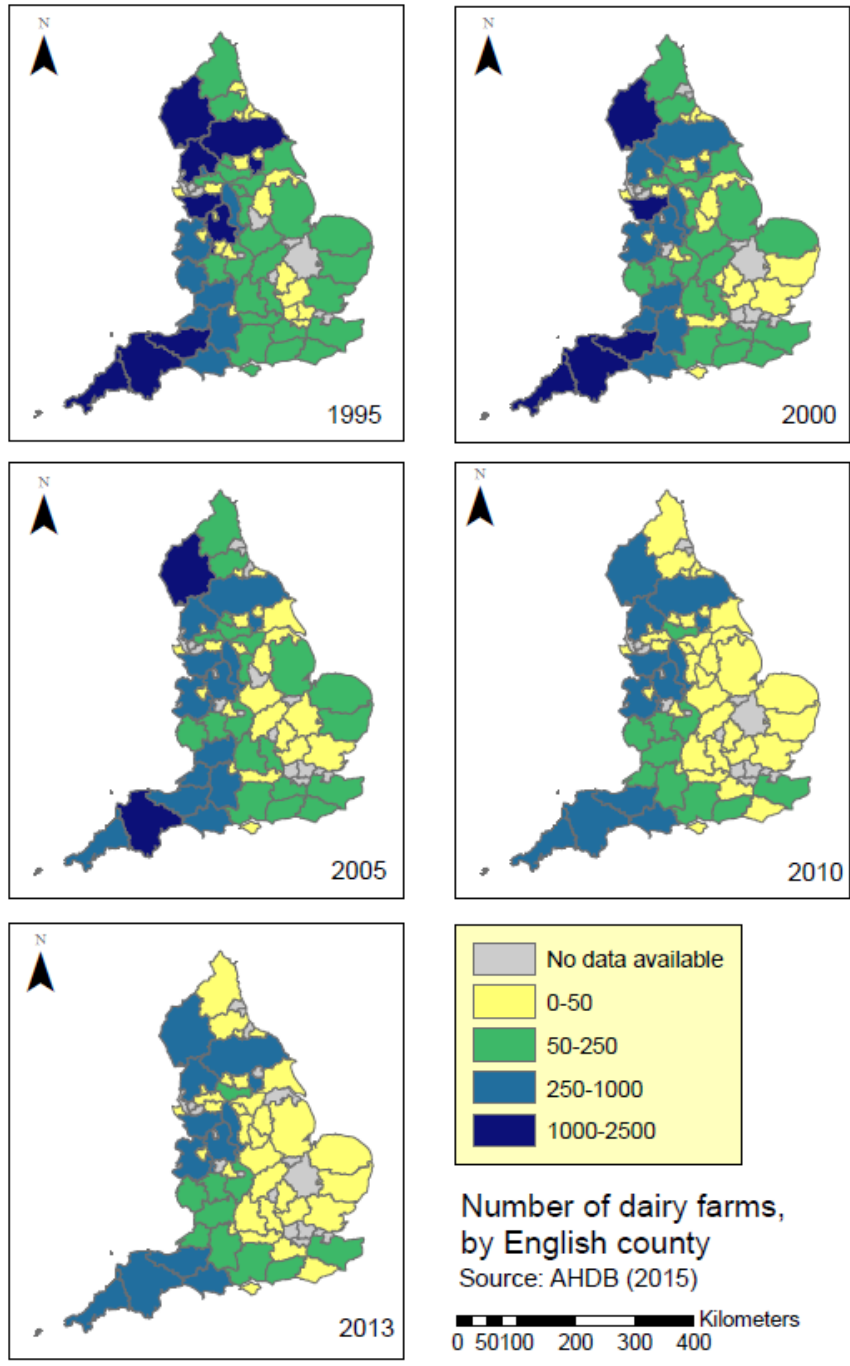 N
1995
N
2000
N
2005
N
2010
N
2013
No data available
0-50
50-250
250-1000
1000-2500
Number of dairy farms,
by English county
Source: AHDB (2015)
Kilometers
0 50100 200 300 400